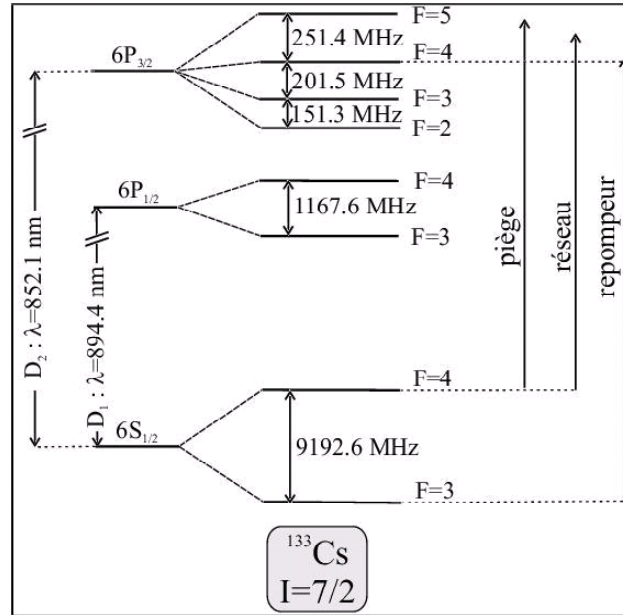 F=5
251.4 MHz
F=4
6P3/2
201.5 MHz
F=3
151.3 MHz
F=2
6P1/2
F=4
1167.6 MHz
F=3
piège
réseau
repompeur
D2 : λ=852.1 nm
D1 : λ=894.4 nm
F=4
6S1/2
9192.6 MHz
F=3
133Cs
I=7/2